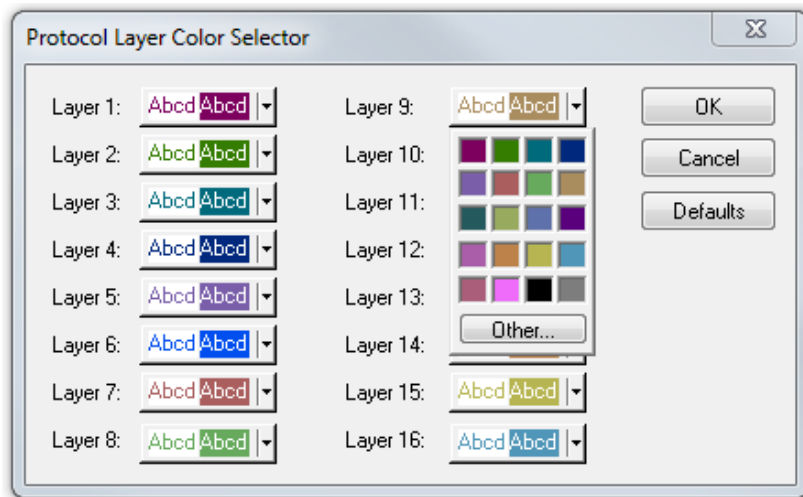 Protocol Layer Color Selector
Layer 1: Abcd Abcd
Layer 2: Abcd Abcd
Layer 3: Abcd Abcd
Layer 4: Abcd Abcd
Layer 5: Abcd Abcd
Layer 6: Abcd Abcd
Layer 7: Abcd Abcd
Layer 8: Abcd Abcd
Layer 9: Abcd Abcd
Layer 10:
Layer 11:
Layer 12:
Layer 13:
Layer 14:
Layer 15: Abcd Abcd
Layer 16: Abcd Abcd
Other...
OK
Cancel
Defaults